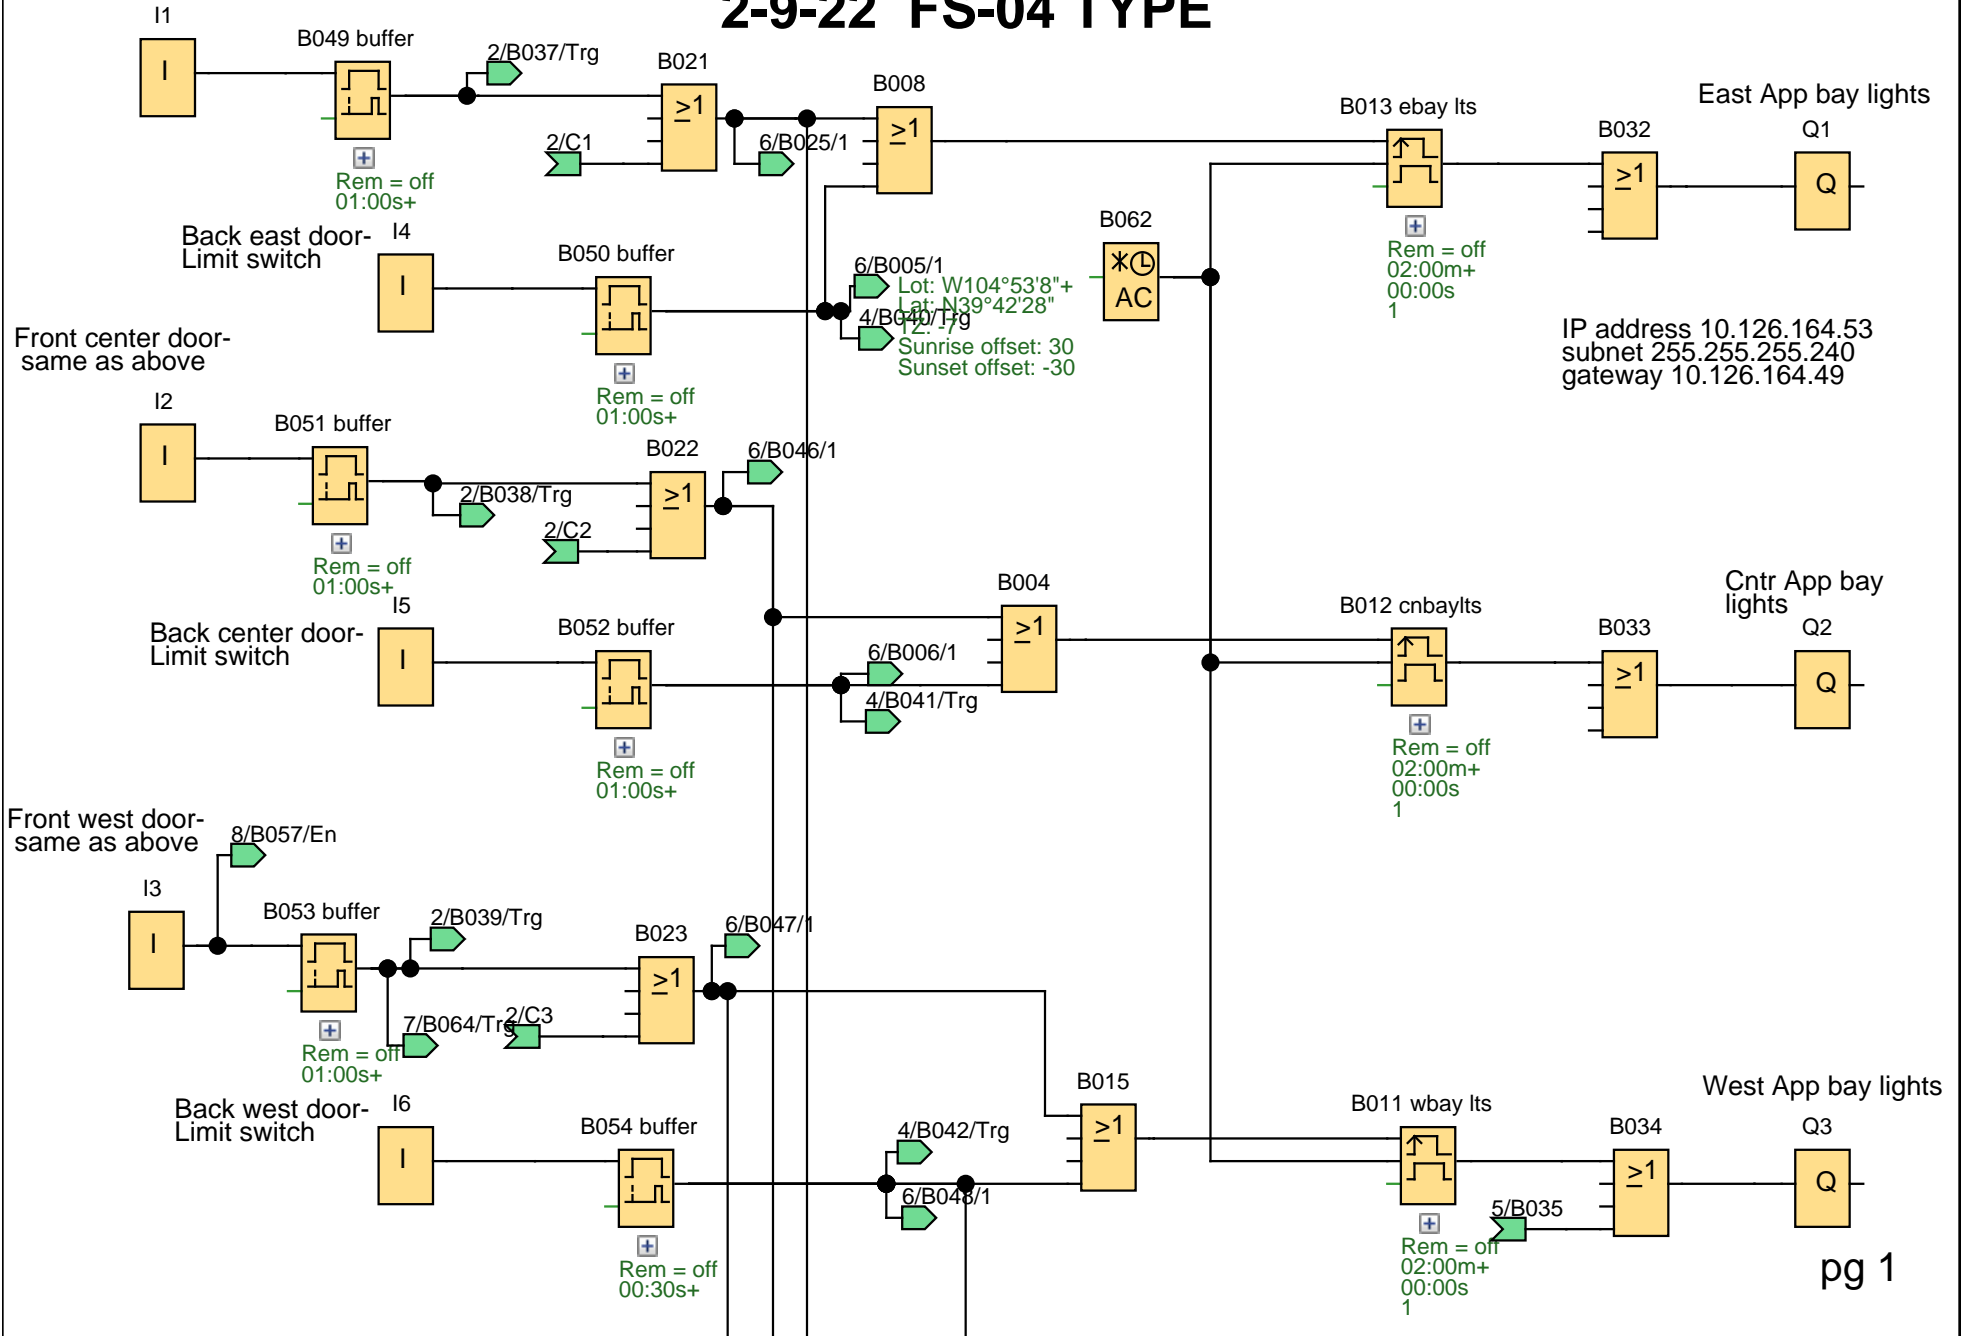 2-9-22 FS-04 TYPE
I1
I
B049 buffer
Rem = off
01:00s+
2/B037/Trg
2/C1
B021
≥1
6/B025/1
B008
≥1
B013 ebay lts
Rem = off
02:00m+
00:00s
1
B032
≥1
East App bay lights
Q1
Q
Back east door-
Limit switch
I4
I
B050 buffer
Rem = off
01:00s+
6/B005/1
4/B040/Trg
B062
AC
Lot: W104°53'8"+
Lat: N39°42'28"
TZ: -7
Sunrise offset: 30
Sunset offset: -30
IP address 10.126.164.53
subnet 255.255.255.240
gateway 10.126.164.49
Front center door-
same as above
I2
I
B051 buffer
Rem = off
01:00s+
2/B038/Trg
2/C2
B022
≥1
6/B046/1
Back center door-
Limit switch
I5
I
B052 buffer
Rem = off
01:00s+
6/B006/1
4/B041/Trg
B004
≥1
B012 cnbaylts
Rem = off
02:00m+
00:00s
1
B033
≥1
Cntr App bay
lights
Q2
Q
Front west door-
same as above
8/B057/En
I3
I
B053 buffer
Rem = off
01:00s+
2/B039/Trg
7/B064/Trg
2/C3
B023
≥1
6/B047/1
Back west door-
Limit switch
I6
I
B054 buffer
Rem = off
00:30s+
4/B042/Trg
6/B048/1
B015
≥1
B011 wbay lts
Rem = off
02:00m+
00:00s
1
5/B035
B034
≥1
West App bay lights
Q3
Q
pg 1